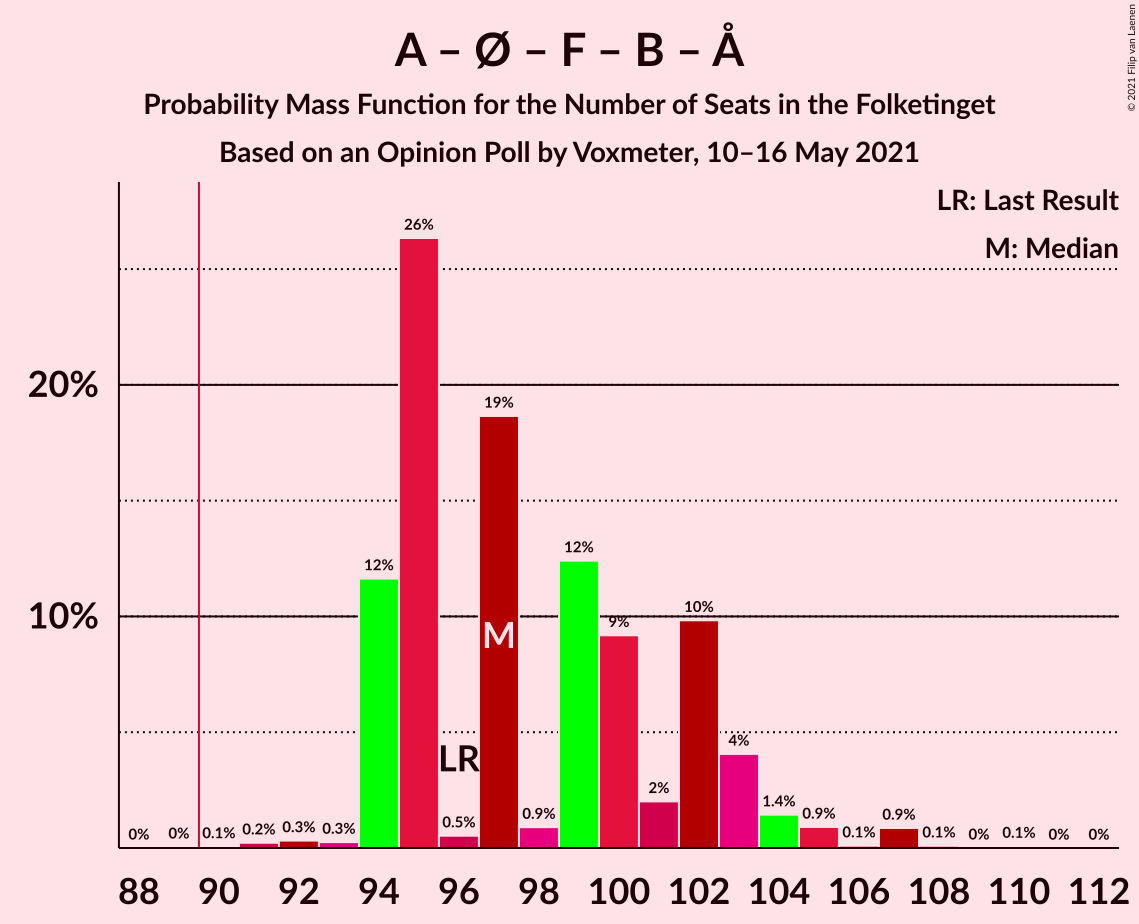 A – Ø – F – B – Å
Probability Mass Function for the Number of Seats in the Folketinget
Based on an Opinion Poll by Voxmeter, 10–16 May 2021
© 2021 Filip van Laenen
LR: Last Result
M: Median
20%
10%
0% 0% 0.1% 0.2% 0.3% 0.3% 12% 26% 0.5% 19% 0.9% 12% 9% 2% 10% 4% 1.4% 0.9% 0.1% 0.9% 0.1% 0% 0.1% 0% 0%
LR
M
88 90 92 94 96 98 100 102 104 106 108 110 112